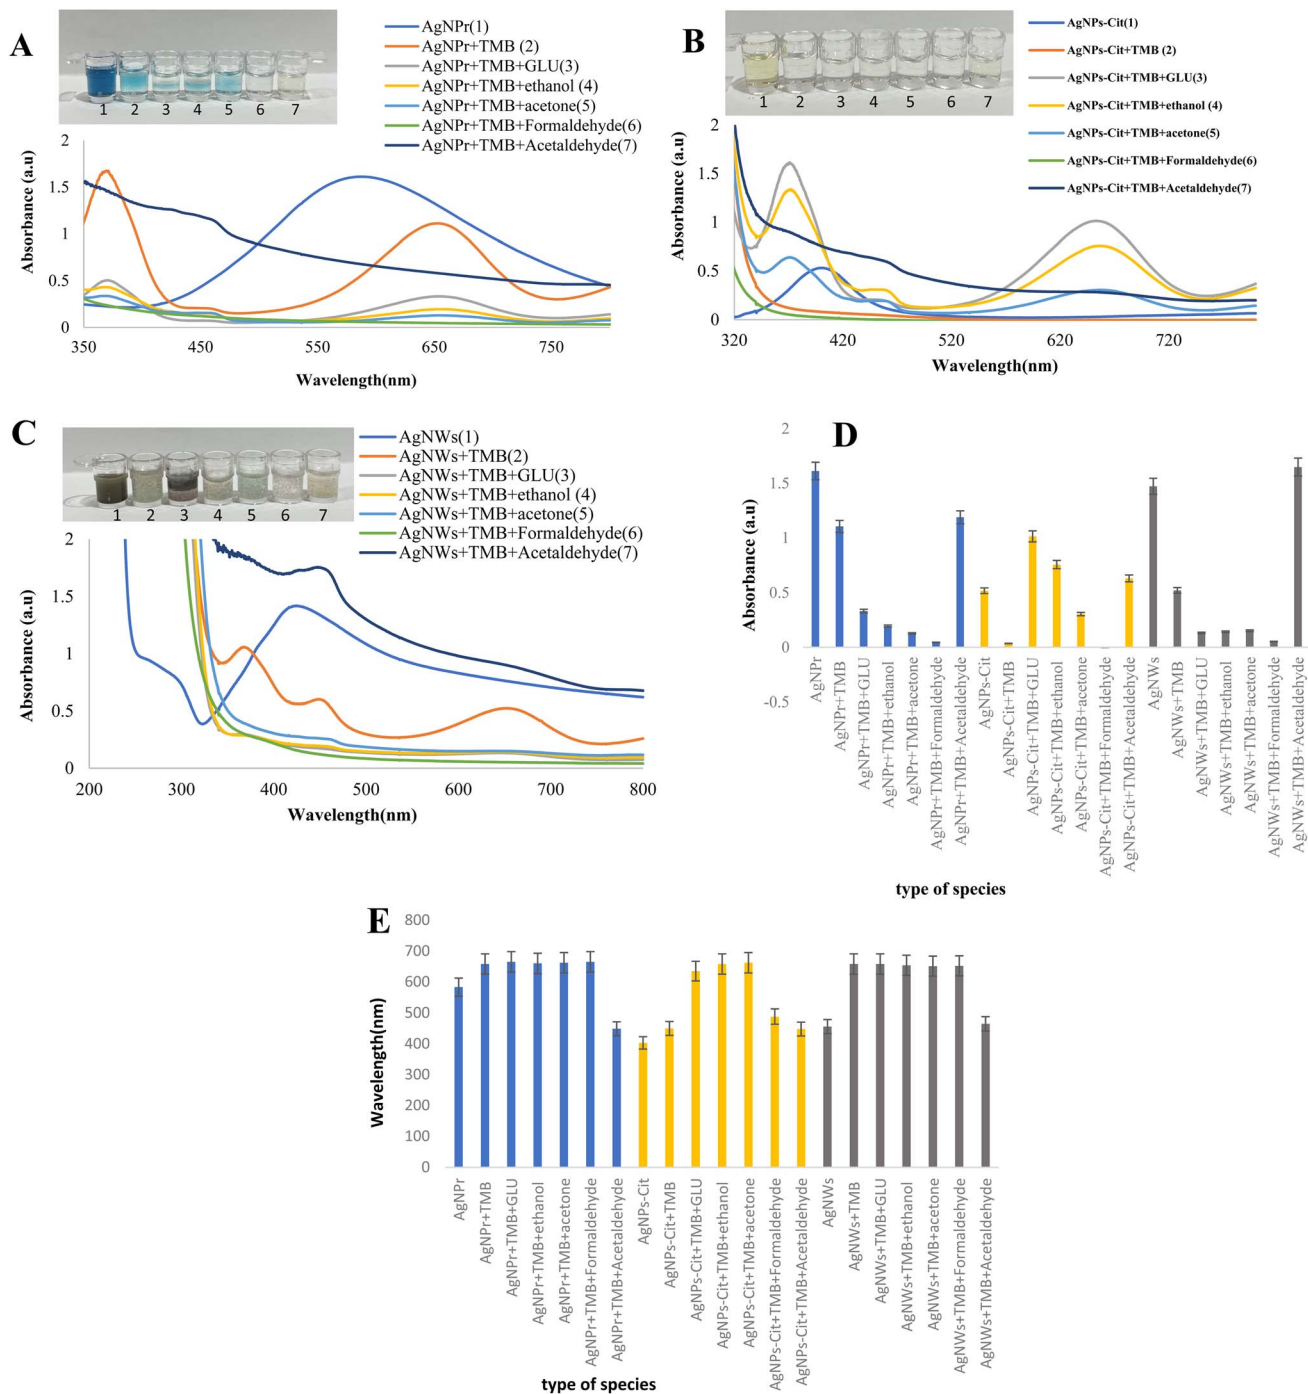 A
1 2 3 4 5 6 7
AgNPr(1)
AgNPr+TMB (2)
AgNPr+TMB+GLU(3)
AgNPr+TMB+ethanol (4)
AgNPr+TMB+acetone(5)
AgNPr+TMB+Formaldehyde(6)
AgNPr+TMB+Acetaldehyde(7)
Absorbance (a.u)
2
1.5
1
0.5
0
350 450 550 650 750
Wavelength(nm)
B
1 2 3 4 5 6 7
AgNPs-Cit(1)
AgNPs-Cit+TMB (2)
AgNPs-Cit+TMB+GLU(3)
AgNPs-Cit+TMB+ethanol (4)
AgNPs-Cit+TMB+acetone(5)
AgNPs-Cit+TMB+Formaldehyde(6)
AgNPs-Cit+TMB+Acetaldehyde(7)
Absorbance (a.u)
2
1.5
1
0.5
0
320 420 520 620 720
Wavelength(nm)
C
1 2 3 4 5 6 7
AgNWs(1)
AgNWs+TMB(2)
AgNWs+TMB+GLU(3)
AgNWs+TMB+ethanol (4)
AgNWs+TMB+acetone(5)
AgNWs+TMB+Formaldehyde(6)
AgNWs+TMB+Acetaldehyde(7)
Absorbance (a.u)
2
1.5
1
0.5
0
200 300 400 500 600 700 800
Wavelength(nm)
D
Absorbance (a.u)
2
1.5
1
0.5
0
-0.5
AgNPr
AgNPr+TMB
AgNPr+TMB+GLU
AgNPr+TMB+ethanol
AgNPr+TMB+acetone
AgNPr+TMB+Formaldehyde
AgNPr+TMB+Acetaldehyde
AgNPs-Cit
AgNPs-Cit+TMB
AgNPs-Cit+TMB+GLU
AgNPs-Cit+TMB+ethanol
AgNPs-Cit+TMB+acetone
AgNPs-Cit+TMB+Formaldehyde
AgNPs-Cit+TMB+Acetaldehyde
AgNWs
AgNWs+TMB
AgNWs+TMB+GLU
AgNWs+TMB+ethanol
AgNWs+TMB+acetone
AgNWs+TMB+Formaldehyde
AgNWs+TMB+Acetaldehyde
type of species
E
Wavelength(nm)
800
700
600
500
400
300
200
100
0
AgNPr
AgNPr+TMB
AgNPr+TMB+GLU
AgNPr+TMB+ethanol
AgNPr+TMB+acetone
AgNPr+TMB+Formaldehyde
AgNPr+TMB+Acetaldehyde
AgNPs-Cit
AgNPs-Cit+TMB
AgNPs-Cit+TMB+GLU
AgNPs-Cit+TMB+ethanol
AgNPs-Cit+TMB+acetone
AgNPs-Cit+TMB+Formaldehyde
AgNPs-Cit+TMB+Acetaldehyde
AgNWs
AgNWs+TMB
AgNWs+TMB+GLU
AgNWs+TMB+ethanol
AgNWs+TMB+acetone
AgNWs+TMB+Formaldehyde
AgNWs+TMB+Acetaldehyde
type of species